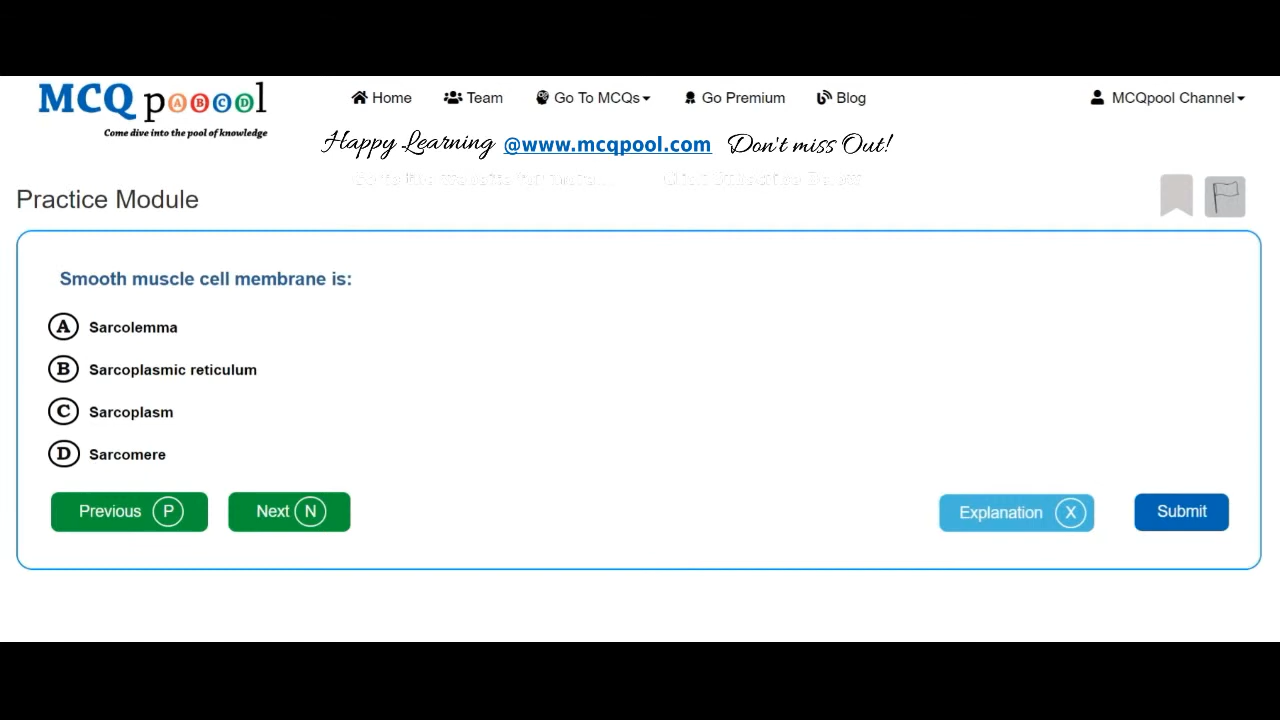 MCQ pooool
Come dive into the pool of knowledge
Home Team Go To MCQs Go Premium Blog MCQpool Channel
Happy Learning @www.mcqpool.com Don't miss Out!
Practice Module
Smooth muscle cell membrane is:
A Sarcolemma
B Sarcoplasmic reticulum
C Sarcoplasm
D Sarcomere
Previous P Next N Explanation X Submit